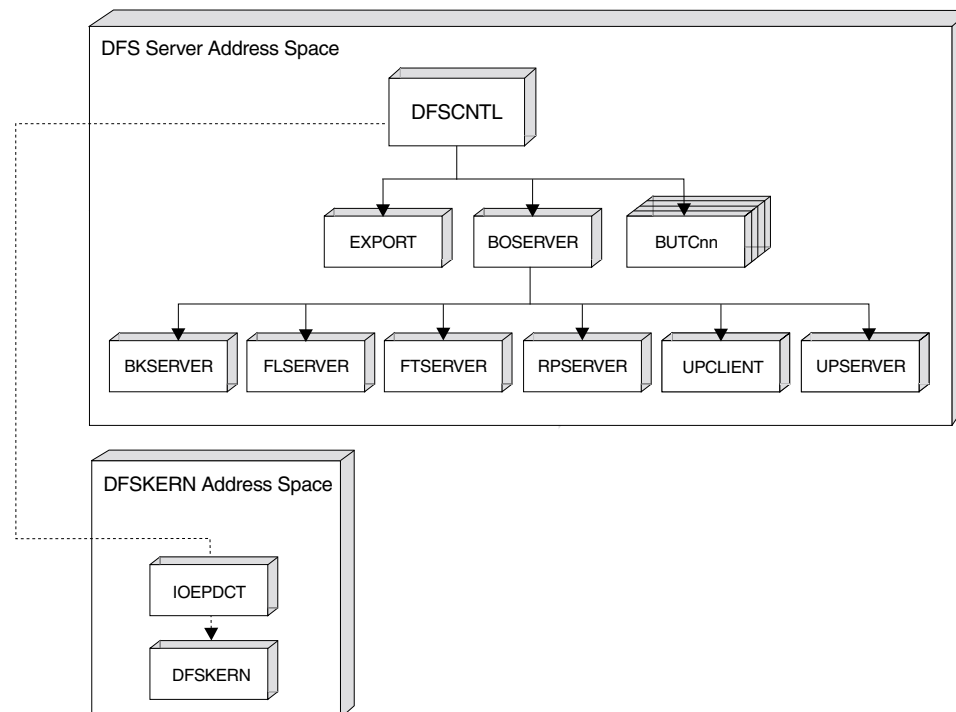 DFS Server Address Space
DFSCNTL
EXPORT
BOSERVER
BUTCnn
BKSERVER
FLSERVER
FTSERVER
RPSERVER
UPCLIENT
UPSERVER
DFSKERN Address Space
IOEPDCT
DFSKERN